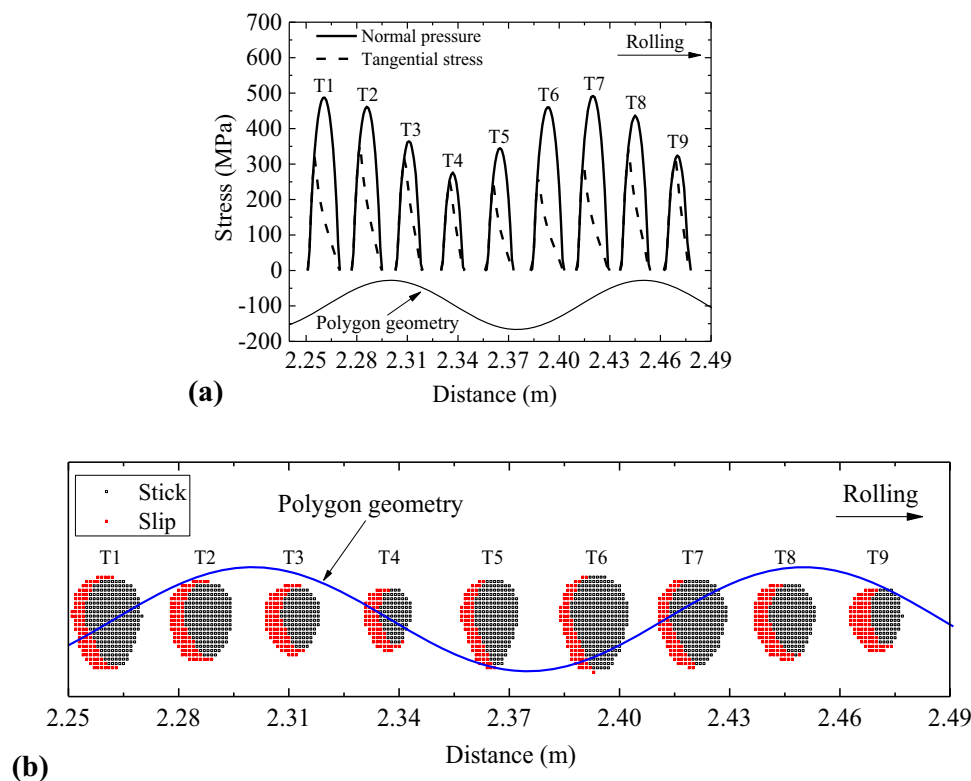 700
600
500
400
300
200
100
0
-100
-200
Stress (MPa)
Normal pressure
Tangential stress
Rolling
T1 T2 T3 T4 T5 T6 T7 T8 T9
Polygon geometry
2.25 2.28 2.31 2.34 2.37 2.40 2.43 2.46 2.49
Distance (m)
(a)
Stick
Slip
Polygon geometry
Rolling
T1 T2 T3 T4 T5 T6 T7 T8 T9
2.25 2.28 2.31 2.34 2.37 2.40 2.43 2.46 2.49
Distance (m)
(b)